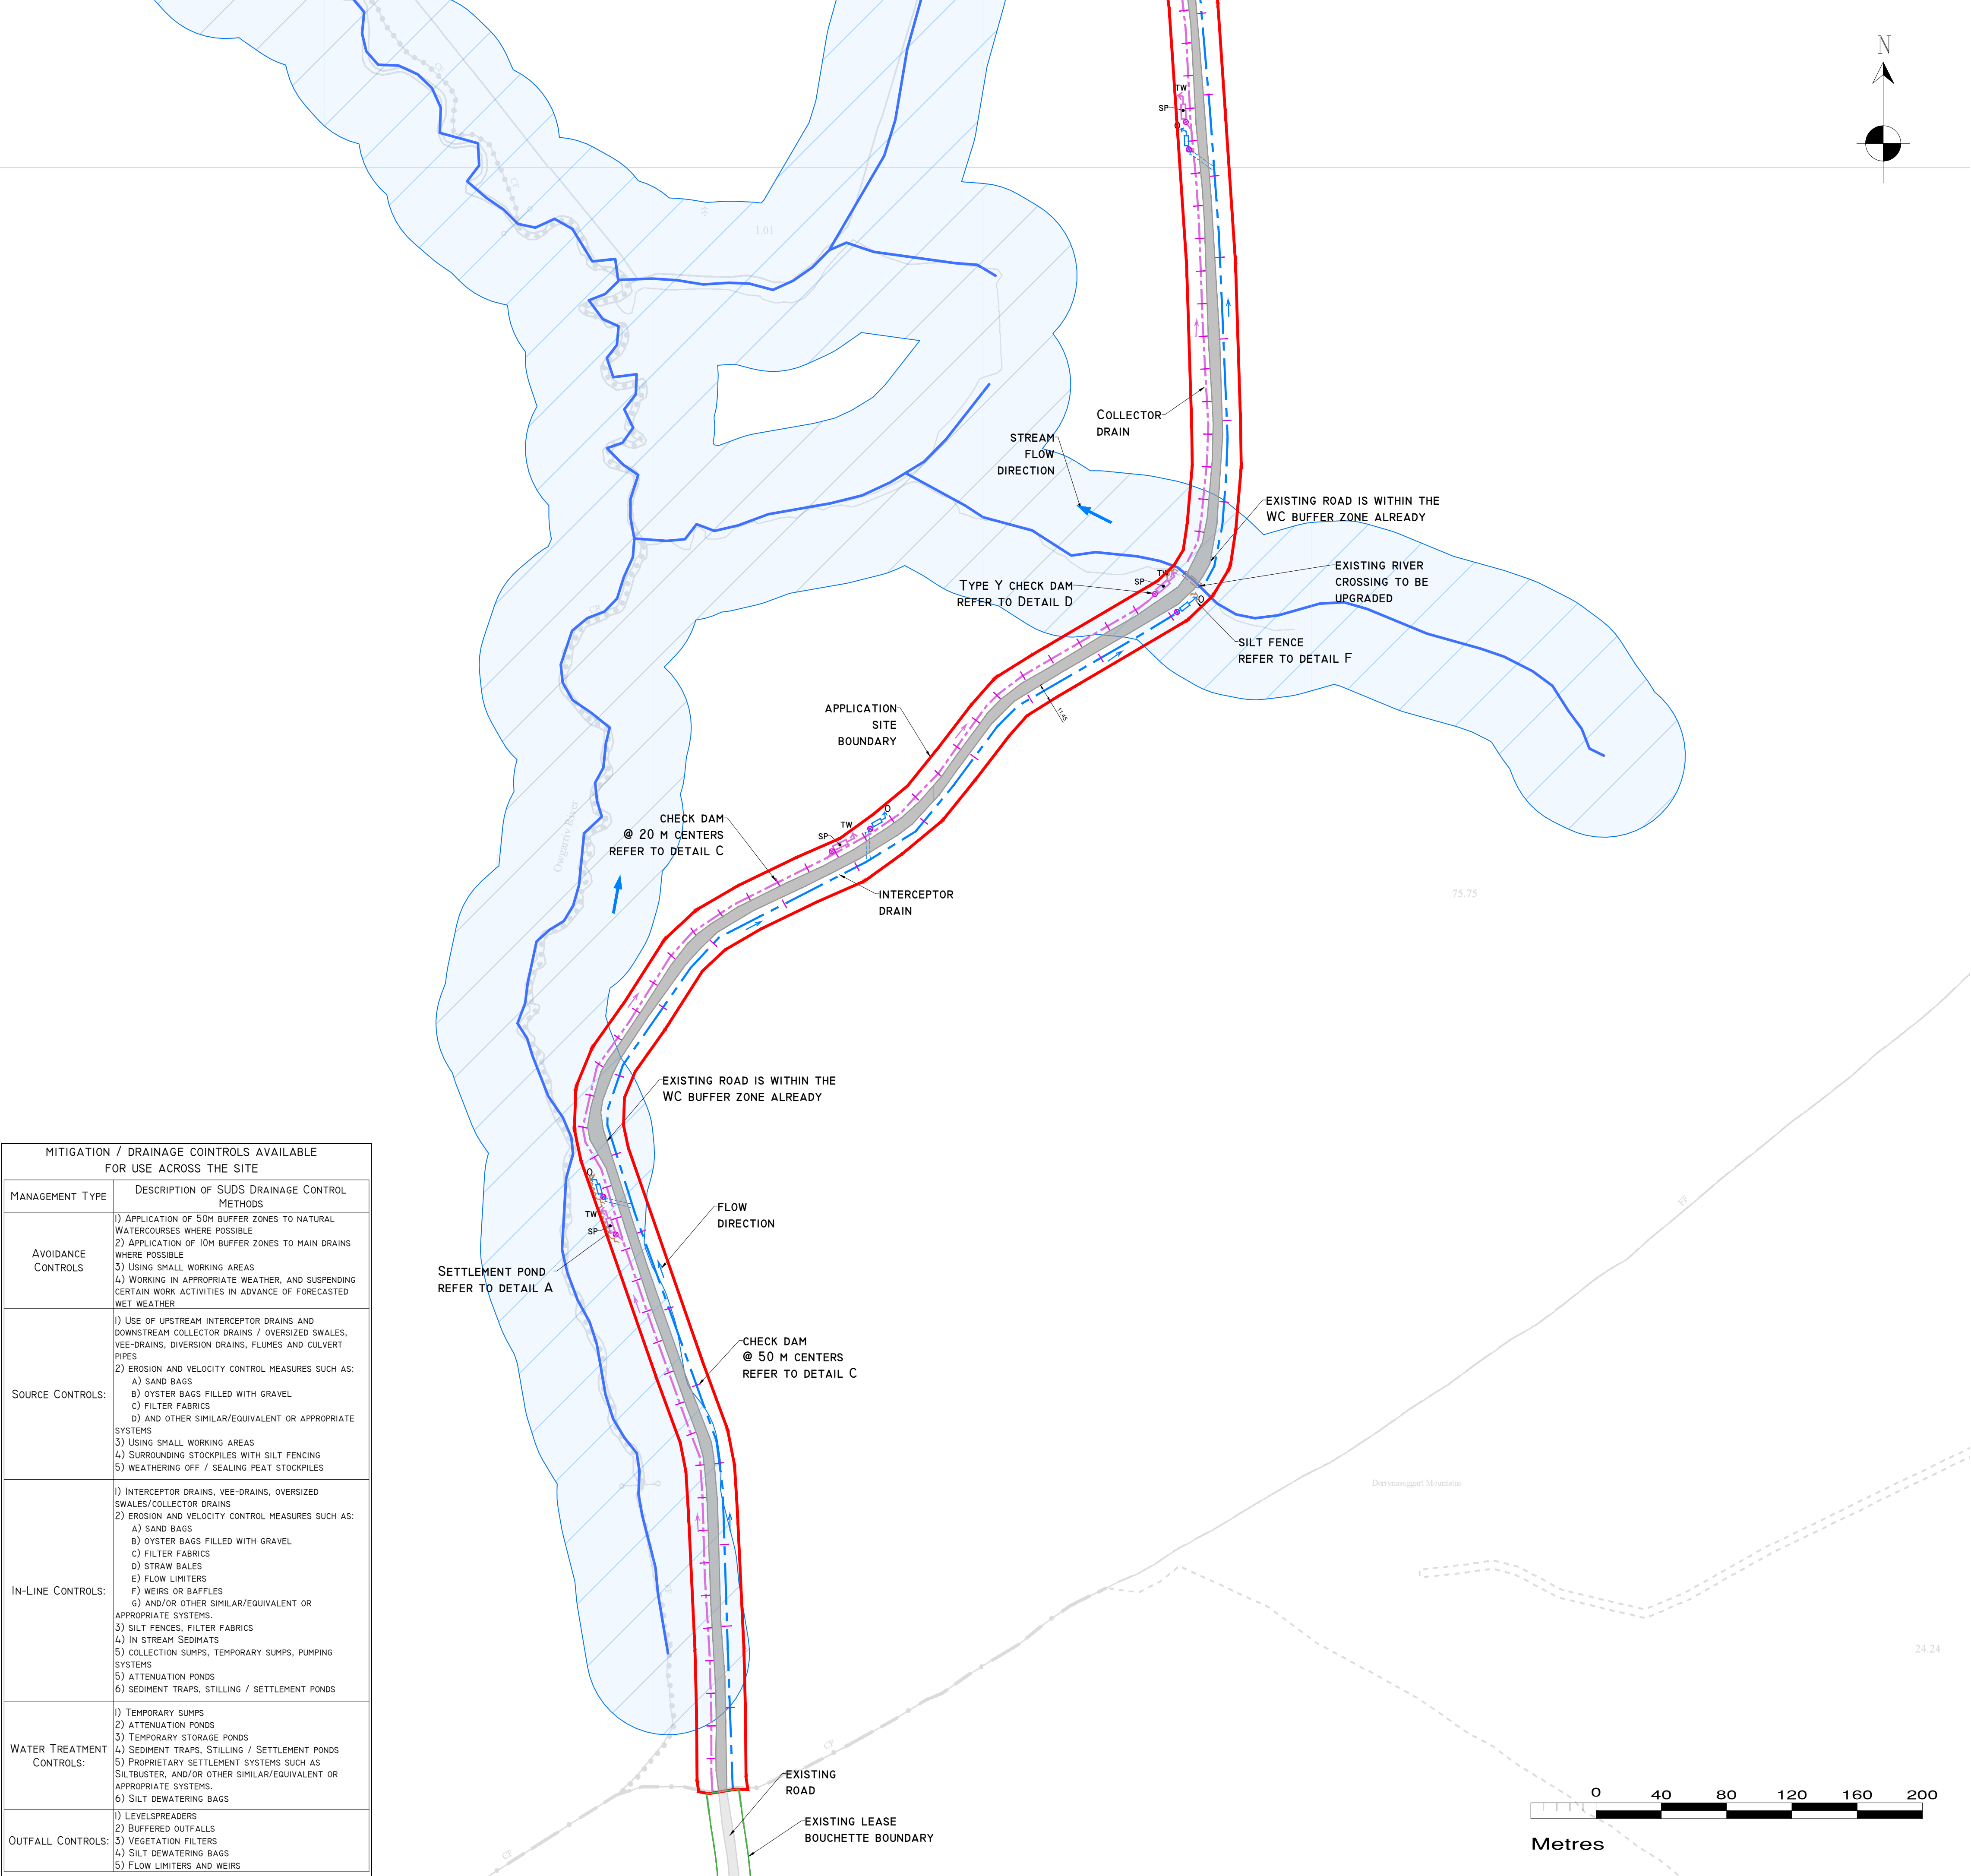 N
CF
CF
1.01
TW
SP
O
COLLECTOR
DRAIN
STREAM
FLOW
DIRECTION
EXISTING ROAD IS WITHIN THE
WC BUFFER ZONE ALREADY
EXISTING RIVER
CROSSING TO BE
UPGRADED
TW
SP
TYPE Y CHECK DAM
REFER TO DETAIL D
O
SILT FENCE
REFER TO DETAIL F
APPLICATION
SITE
BOUNDARY
11.45
O
TW
SP
CHECK DAM
@ 20 M CENTERS
REFER TO DETAIL C
Owgarriv River
INTERCEPTOR
DRAIN
75.75
EXISTING ROAD IS WITHIN THE
WC BUFFER ZONE ALREADY
O
TW
SP
FLOW
DIRECTION
SETTLEMENT POND
REFER TO DETAIL A
CHECK DAM
@ 50 M CENTERS
REFER TO DETAIL C
Derrynasaggart Mountains
24.24
CF
CF
EXISTING
ROAD
EXISTING LEASE
BOUCHETTE BOUNDARY
0 40 80 120 160 200
Metres
MITIGATION / DRAINAGE COINTROLS AVAILABLE
FOR USE ACROSS THE SITE
MANAGEMENT TYPE
DESCRIPTION OF SUDS DRAINAGE CONTROL
METHODS
AVOIDANCE
CONTROLS
1) APPLICATION OF 50M BUFFER ZONES TO NATURAL
WATERCOURSES WHERE POSSIBLE
2) APPLICATION OF 10M BUFFER ZONES TO MAIN DRAINS
WHERE POSSIBLE
3) USING SMALL WORKING AREAS
4) WORKING IN APPROPRIATE WEATHER, AND SUSPENDING
CERTAIN WORK ACTIVITIES IN ADVANCE OF FORECASTED
WET WEATHER
SOURCE CONTROLS:
1) USE OF UPSTREAM INTERCEPTOR DRAINS AND
DOWNSTREAM COLLECTOR DRAINS / OVERSIZED SWALES,
VEE-DRAINS, DIVERSION DRAINS, FLUMES AND CULVERT
PIPES
2) EROSION AND VELOCITY CONTROL MEASURES SUCH AS:
A) SAND BAGS
B) OYSTER BAGS FILLED WITH GRAVEL
C) FILTER FABRICS
D) AND OTHER SIMILAR/EQUIVALENT OR APPROPRIATE
SYSTEMS
3) USING SMALL WORKING AREAS
4) SURROUNDING STOCKPILES WITH SILT FENCING
5) WEATHERING OFF / SEALING PEAT STOCKPILES
IN-LINE CONTROLS:
1) INTERCEPTOR DRAINS, VEE-DRAINS, OVERSIZED
SWALES/COLLECTOR DRAINS
2) EROSION AND VELOCITY CONTROL MEASURES SUCH AS:
A) SAND BAGS
B) OYSTER BAGS FILLED WITH GRAVEL
C) FILTER FABRICS
D) STRAW BALES
E) FLOW LIMITERS
F) WEIRS OR BAFFLES
G) AND/OR OTHER SIMILAR/EQUIVALENT OR
APPROPRIATE SYSTEMS.
3) SILT FENCES, FILTER FABRICS
4) IN STREAM SEDIMATS
5) COLLECTION SUMPS, TEMPORARY SUMPS, PUMPING
SYSTEMS
5) ATTENUATION PONDS
6) SEDIMENT TRAPS, STILLING / SETTLEMENT PONDS
WATER TREATMENT
CONTROLS:
1) TEMPORARY SUMPS
2) ATTENUATION PONDS
3) TEMPORARY STORAGE PONDS
4) SEDIMENT TRAPS, STILLING / SETTLEMENT PONDS
5) PROPRIETARY SETTLEMENT SYSTEMS SUCH AS
SILTBUSTER, AND/OR OTHER SIMILAR/EQUIVALENT OR
APPROPRIATE SYSTEMS.
6) SILT DEWATERING BAGS
OUTFALL CONTROLS:
1) LEVELSPREADERS
2) BUFFERED OUTFALLS
3) VEGETATION FILTERS
4) SILT DEWATERING BAGS
5) FLOW LIMITERS AND WEIRS